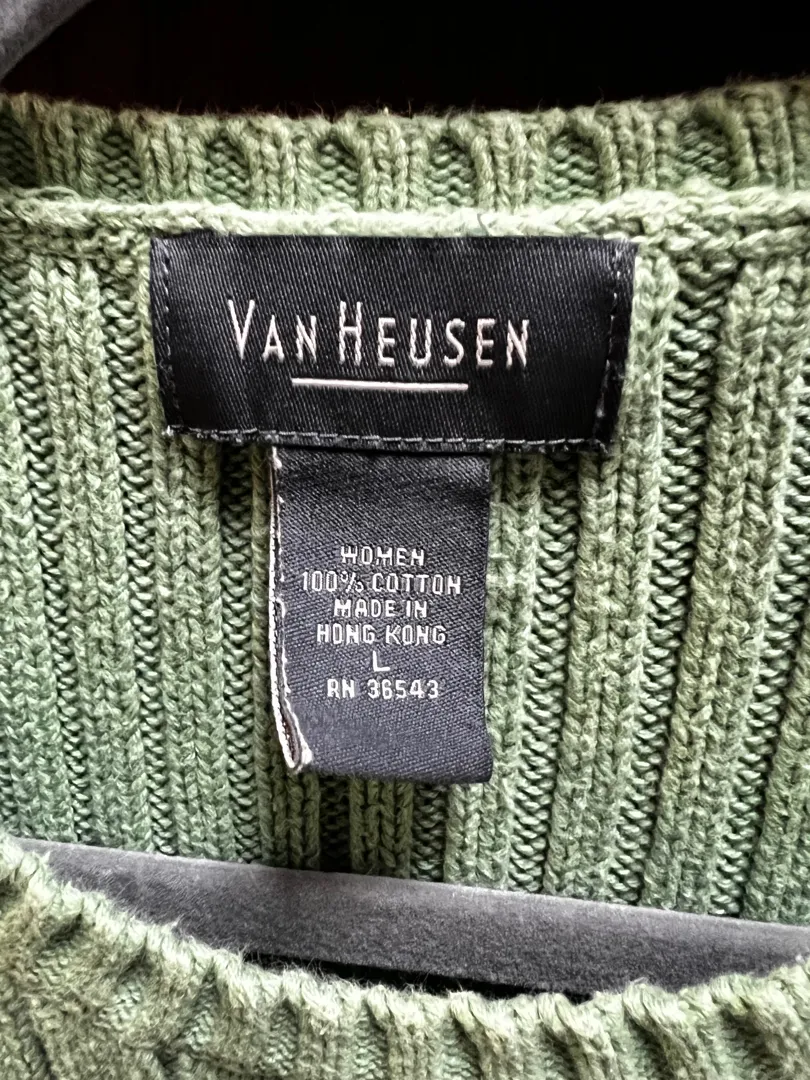 VAN HEUSEN
WOMEN
100% COTTON
MADE IN
HONG KONG
L
RN 36543